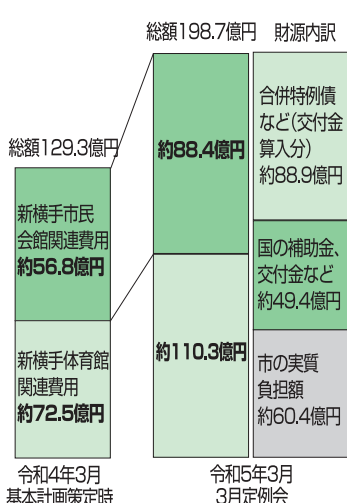 総額198.7億円
財源内訳
総額129.3億円
新横手市民
会館関連費用
約56.8億円
新横手体育館
関連費用
約72.5億円
令和4年3月
基本計画策定時
約88.4億円
約110.3億円
合併特例債
など(交付金
算入分)
約88.9億円
国の補助金、
交付金など
約49.4億円
市の実質
負担額
約60.4億円
令和5年3月
3月定例会